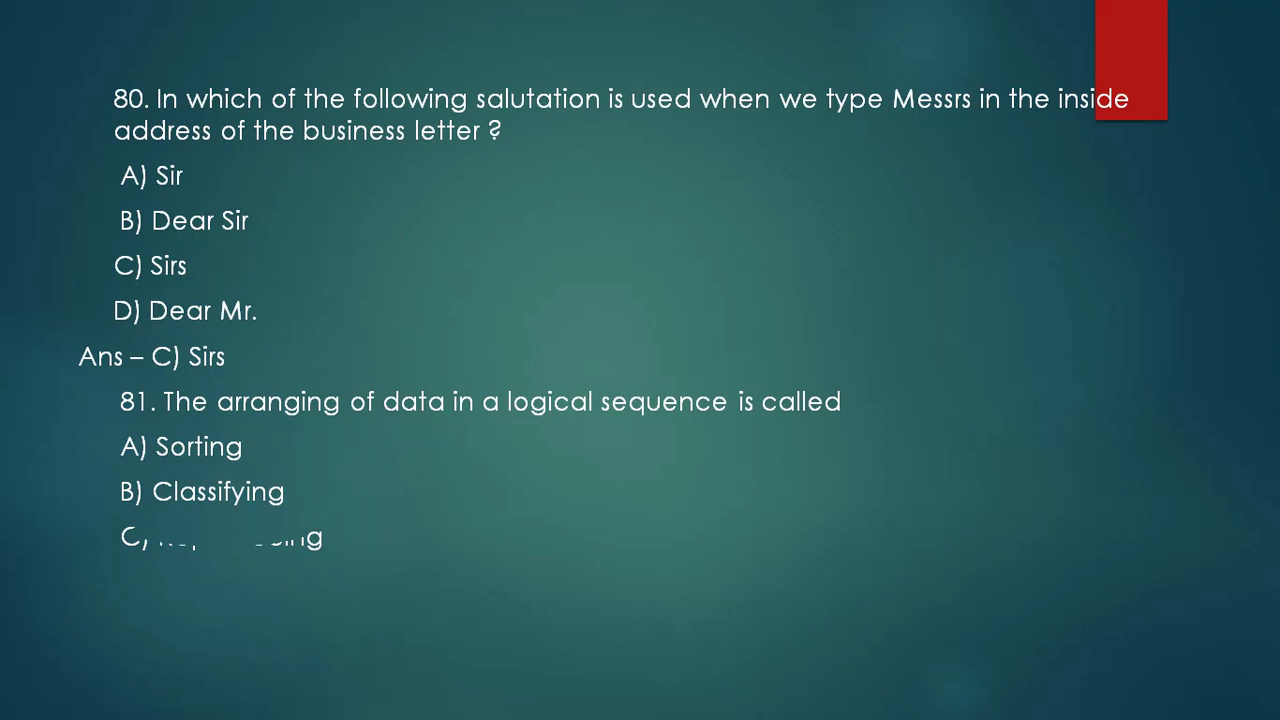 80. In which of the following salutation is used when we type Messrs in the inside
address of the business letter ?
A) Sir
B) Dear Sir
C) Sirs
D) Dear Mr.
Ans – C) Sirs
81. The arranging of data in a logical sequence is called
A) Sorting
B) Classifying
C)